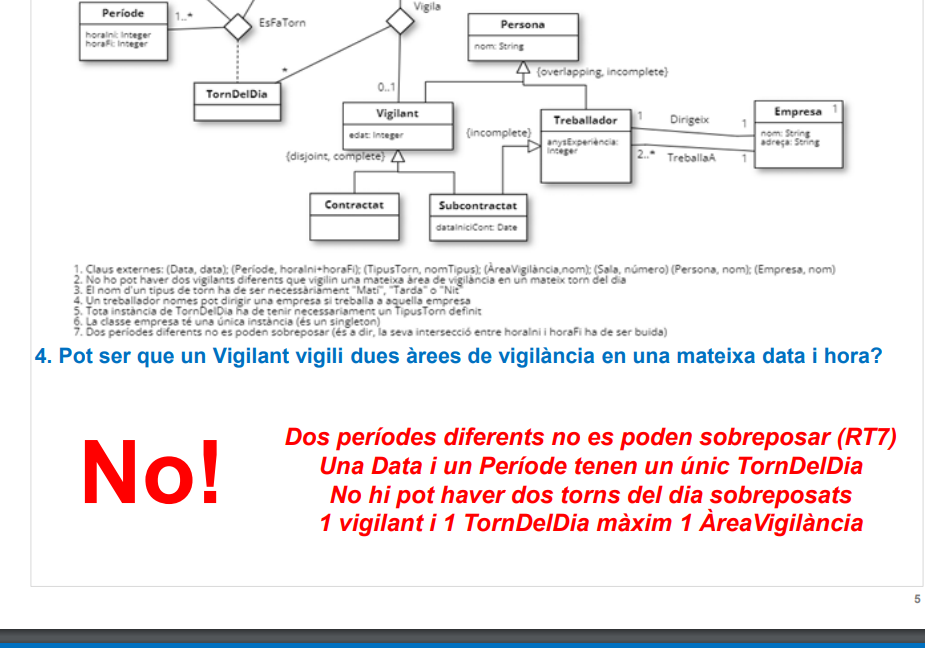 Període
horaIni: Integer
horaFi: Integer
1..*
EsFaTorn
Vigila
Persona
nom: String
{overlapping, incomplete}
TornDelDia
*
0..1
Vigilant
edat: Integer
{incomplete}
Treballador
anysExperiència:
Integer
1
Dirigeix
1
2..*
TreballaA
1
Empresa
1
nom: String
adreça: String
{disjoint, complete}
Contractat
Subcontractat
dataIniciCont: Date
1. Claus externes: (Data, data); (Període, horaIni+horaFi); (TipusTorn, nomTipus); (ÀreaVigilància,nom); (Sala, número) (Persona, nom); (Empresa, nom)
2. No ho pot haver dos vigilants diferents que vigilin una mateixa àrea de vigilància en un mateix torn del dia
3. El nom d'un tipus de torn ha de ser necessàriament "Matí", "Tarda" o "Nit"
4. Un treballador nomes pot dirigir una empresa si treballa a aquella empresa
5. Tota instància de TornDelDia ha de tenir necessariament un TipusTorn definit
6. La classe empresa té una única instància (és un singleton)
7. Dos períodes diferents no es poden sobreposar (és a dir, la seva intersecció entre horaIni i horaFi ha de ser buida)
4. Pot ser que un Vigilant vigili dues àrees de vigilància en una mateixa data i hora?
No!
Dos períodes diferents no es poden sobreposar (RT7)
Una Data i un Període tenen un únic TornDelDia
No hi pot haver dos torns del dia sobreposats
1 vigilant i 1 TornDelDia màxim 1 ÀreaVigilància
5